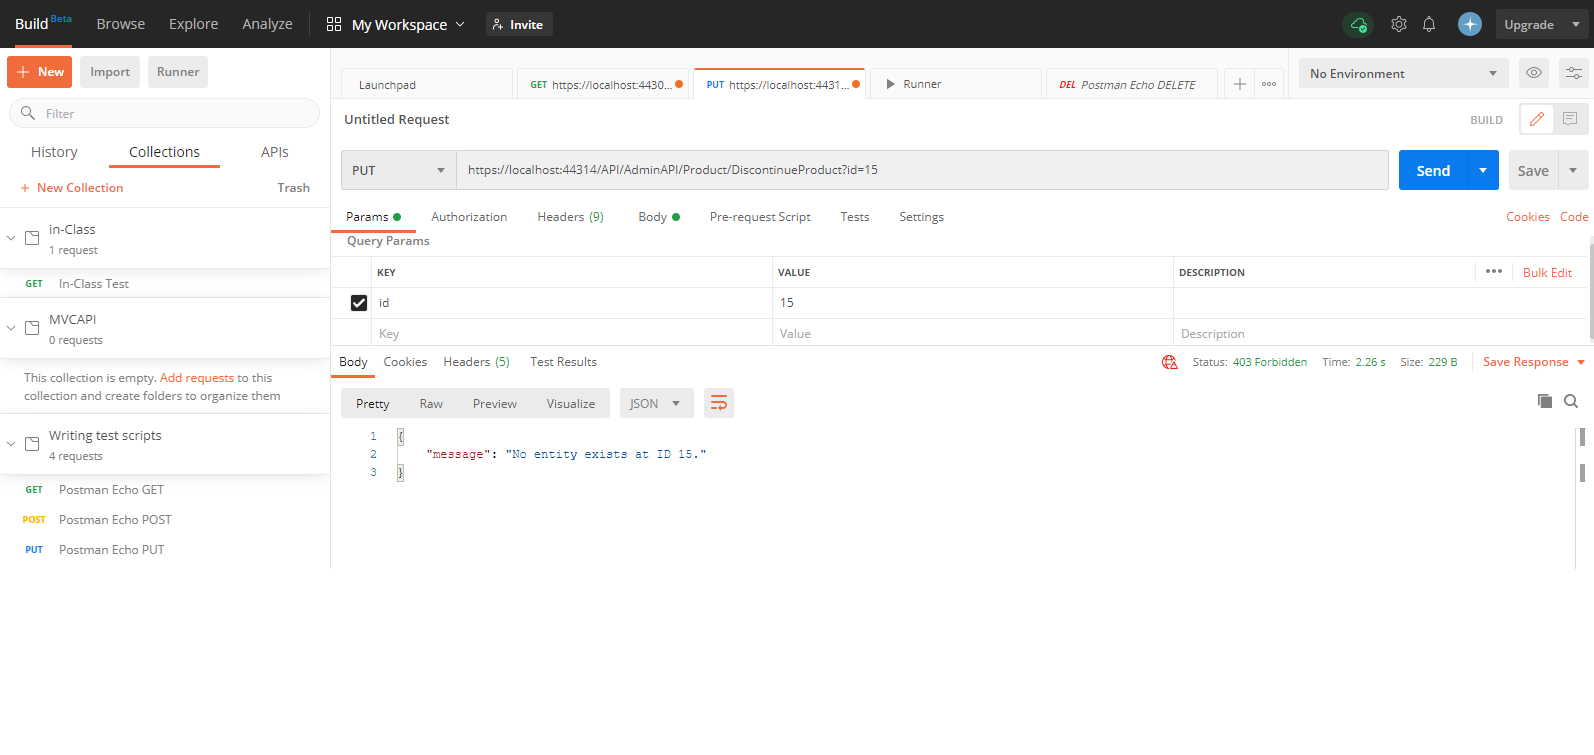 Build Beta Browse Explore Analyze My Workspace Invite Upgrade
New Import Runner
Filter
History Collections APIs
+ New Collection Trash
in-Class
1 request
GET In-Class Test
MVCAPI
0 requests
This collection is empty. Add requests to this
collection and create folders to organize them
Writing test scripts
4 requests
GET Postman Echo GET
POST Postman Echo POST
PUT Postman Echo PUT
Launchpad GET https://localhost:4430... PUT https://localhost:4431... Runner DEL Postman Echo DELETE + ooo No Environment
Untitled Request BUILD
PUT https://localhost:44314/API/AdminAPI/Product/DiscontinueProduct?id=15 Send Save
Params Authorization Headers (9) Body Pre-request Script Tests Settings Cookies Code
Query Params
KEY VALUE DESCRIPTION ••• Bulk Edit
id 15
Key Value Description
Body Cookies Headers (5) Test Results Status: 403 Forbidden Time: 2.26 s Size: 229 B Save Response
Pretty Raw Preview Visualize JSON
1 {
2 "message": "No entity exists at ID 15."
3 }